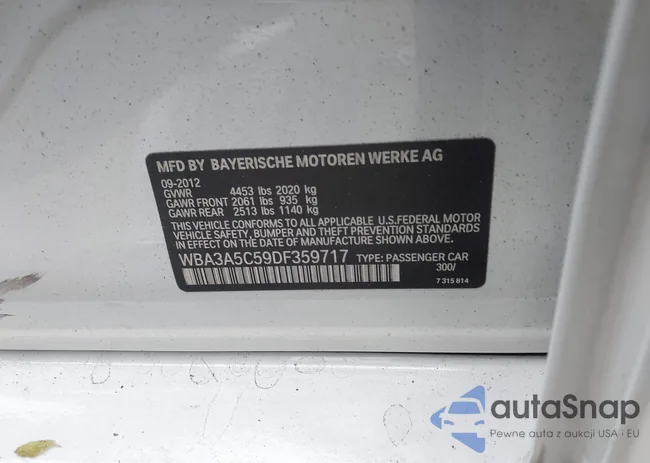 MFD BY BAYERISCHE MOTOREN WERKE AG
09-2012
GVWR 4453 lbs 2020 kg
GAWR FRONT 2061 lbs 935 kg
GAWR REAR 2513 lbs 1140 kg
THIS VEHICLE CONFORMS TO ALL APPLICABLE U.S.FEDERAL MOTOR
VEHICLE SAFETY, BUMPER AND THEFT PREVENTION STANDARDS
IN EFFECT ON THE DATE OF MANUFACTURE SHOWN ABOVE.
WBA3A5C59DF359717 TYPE: PASSENGER CAR
300/
7 315 814
autoSnap
Pewne auta z aukcji USA i EU